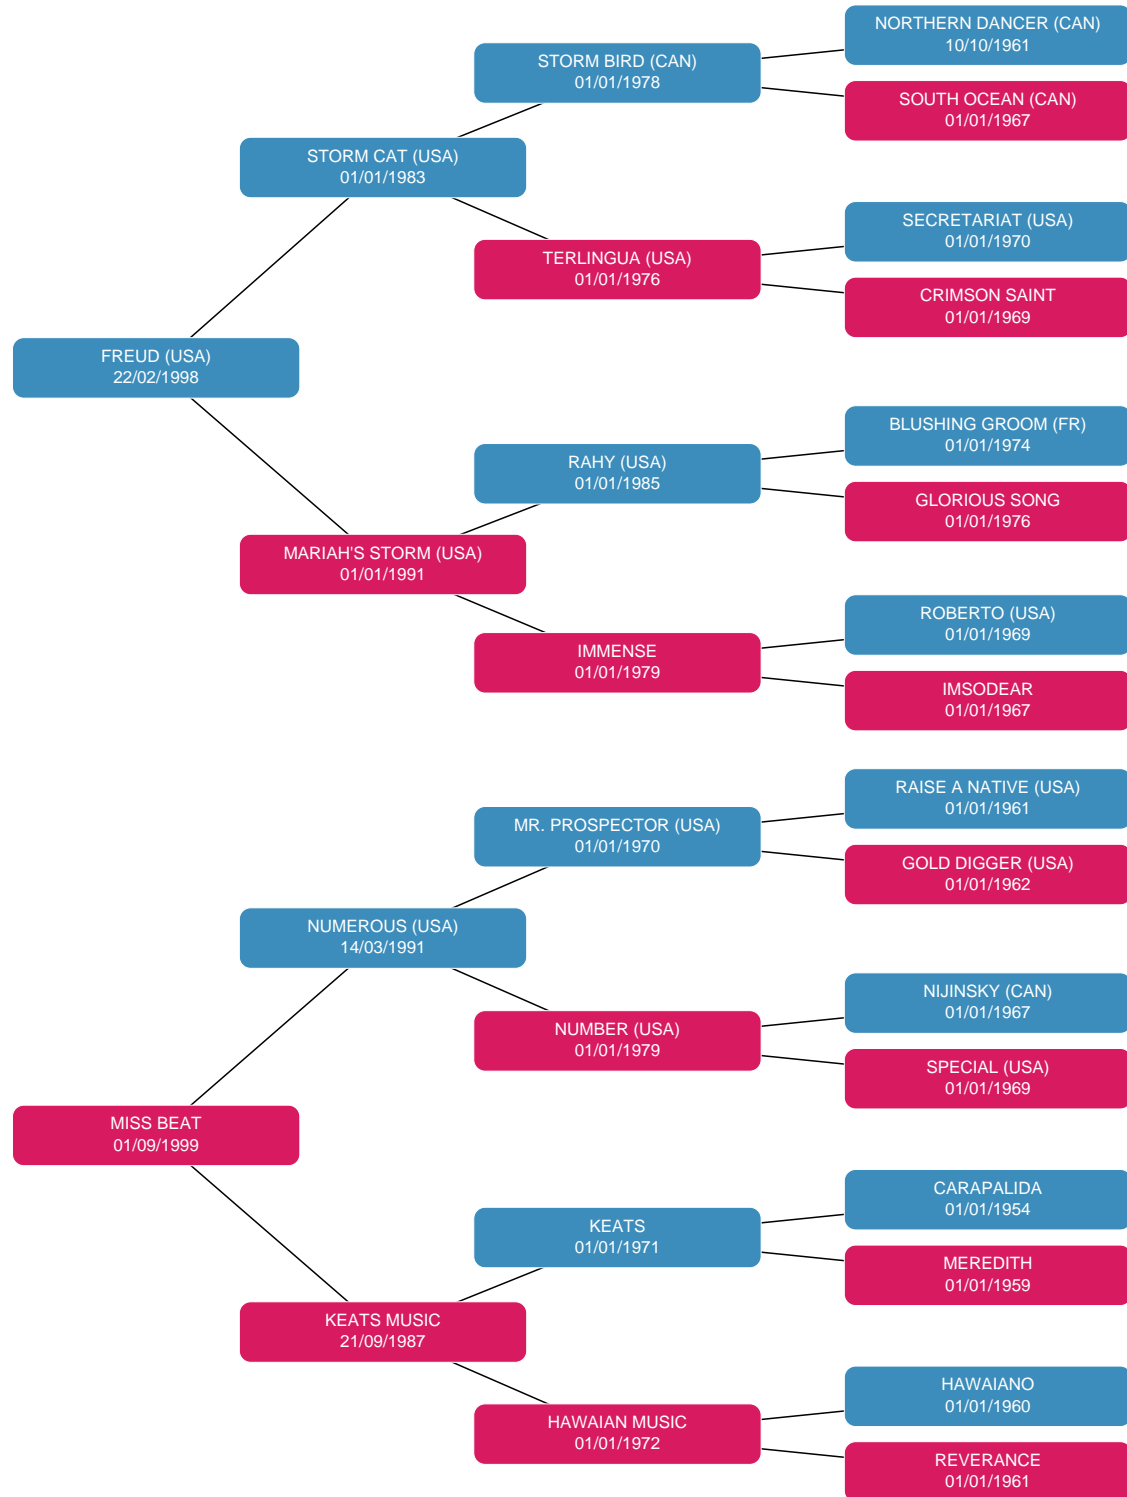 NORTHERN DANCER (CAN)
10/10/1961
STORM BIRD (CAN)
01/01/1978
SOUTH OCEAN (CAN)
01/01/1967
STORM CAT (USA)
01/01/1983
SECRETARIAT (USA)
01/01/1970
TERLINGUA (USA)
01/01/1976
CRIMSON SAINT
01/01/1969
FREUD (USA)
22/02/1998
BLUSHING GROOM (FR)
01/01/1974
RAHY (USA)
01/01/1985
GLORIOUS SONG
01/01/1976
MARIAH'S STORM (USA)
01/01/1991
ROBERTO (USA)
01/01/1969
IMMENSE
01/01/1979
IMSODEAR
01/01/1967
RAISE A NATIVE (USA)
01/01/1961
MR. PROSPECTOR (USA)
01/01/1970
GOLD DIGGER (USA)
01/01/1962
NUMEROUS (USA)
14/03/1991
NIJINSKY (CAN)
01/01/1967
NUMBER (USA)
01/01/1979
SPECIAL (USA)
01/01/1969
MISS BEAT
01/09/1999
CARAPALIDA
01/01/1954
KEATS
01/01/1971
MEREDITH
01/01/1959
KEATS MUSIC
21/09/1987
HAWAIANO
01/01/1960
HAWAIAN MUSIC
01/01/1972
REVERANCE
01/01/1961